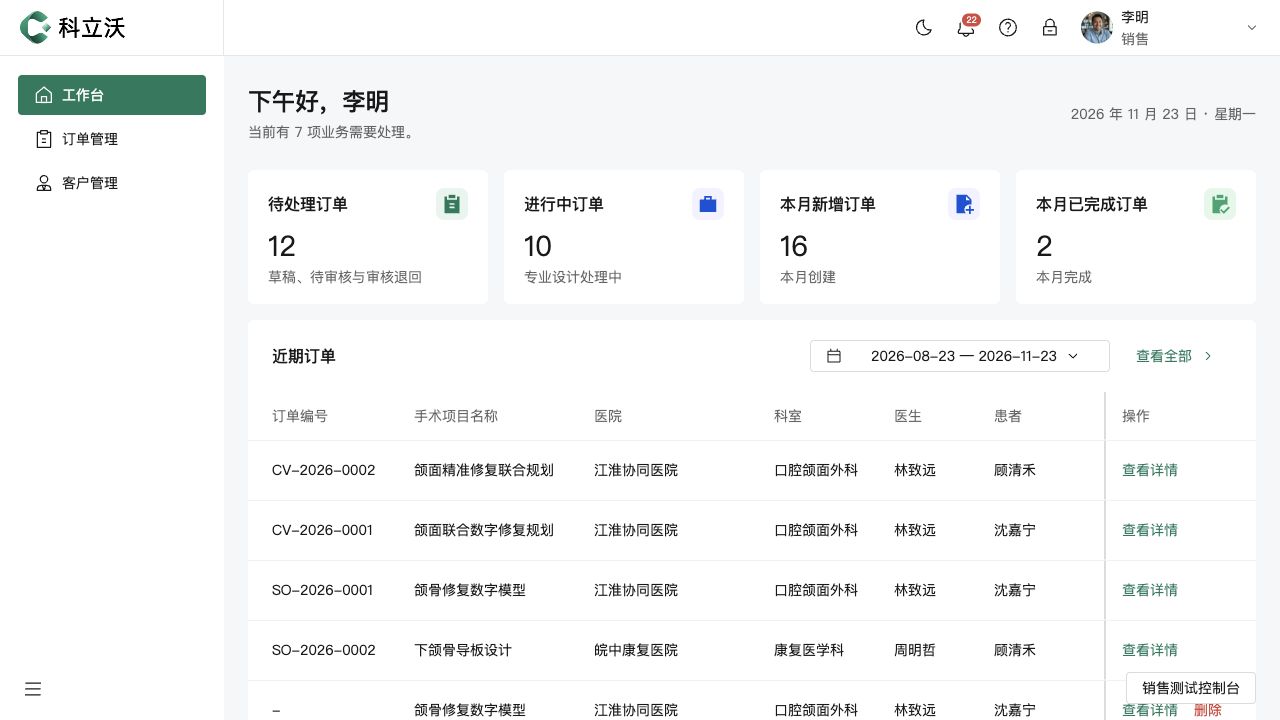 科立沃
22
李明
销售
工作台
订单管理
客户管理
下午好，李明
当前有 7 项业务需要处理。
2026 年 11 月 23 日 · 星期一
待处理订单
12
草稿、待审核与审核退回
进行中订单
10
专业设计处理中
本月新增订单
16
本月创建
本月已完成订单
2
本月完成
近期订单
2026-08-23 — 2026-11-23
查看全部
订单编号 手术项目名称 医院 科室 医生 患者 操作
CV-2026-0002 颌面精准修复联合规划 江淮协同医院 口腔颌面外科 林致远 顾清禾 查看详情
CV-2026-0001 颌面联合数字修复规划 江淮协同医院 口腔颌面外科 林致远 沈嘉宁 查看详情
SO-2026-0001 颌骨修复数字模型 江淮协同医院 口腔颌面外科 林致远 沈嘉宁 查看详情
SO-2026-0002 下颌骨导板设计 皖中康复医院 康复医学科 周明哲 顾清禾 查看详情
销售测试控制台
- 颌骨修复数字模型 江淮协同医院 口腔颌面外科 林致远 沈嘉宁 查看详情 删除